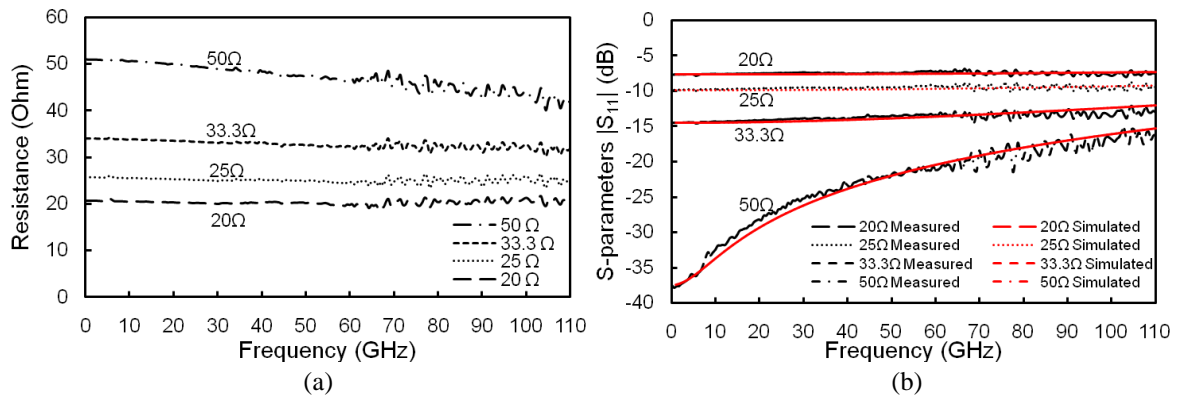 60
50
40
30
20
10
0
Resistance (Ohm)
50Ω
33.3Ω
25Ω
20Ω
50 Ω
33.3 Ω
25 Ω
20 Ω
0 10 20 30 40 50 60 70 80 90 100 110
Frequency (GHz)
(a)
0
-5
-10
-15
-20
-25
-30
-35
-40
S-parameters |S11| (dB)
20Ω
25Ω
33.3Ω
50Ω
20Ω Measured
25Ω Measured
33.3Ω Measured
50Ω Measured
20Ω Simulated
25Ω Simulated
33.3Ω Simulated
50Ω Simulated
0 10 20 30 40 50 60 70 80 90 100 110
Frequency (GHz)
(b)